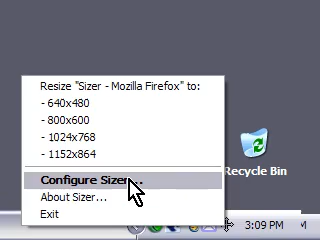 Resize "Sizer - Mozilla Firefox" to:
- 640x480
- 800x600
- 1024x768
- 1152x864
Configure Sizer...
About Sizer...
Exit
Recycle Bin
3:09 PM